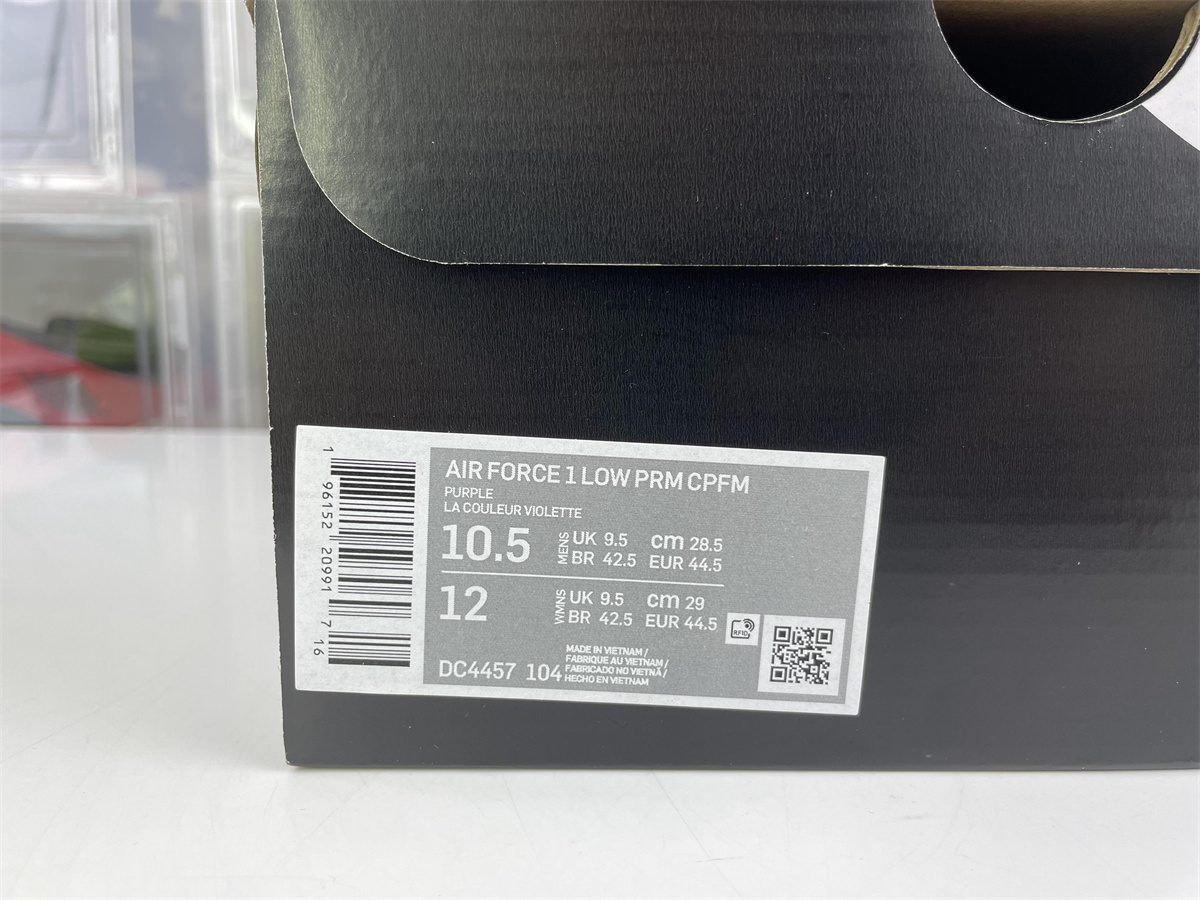 AIR FORCE 1 LOW PRM CPFM
PURPLE
LA COULEUR VIOLETTE
10.5 MENS UK 9.5 cm 28.5
BR 42.5 EUR 44.5
12 WMNS UK 9.5 cm 29
BR 42.5 EUR 44.5
RFID
DC4457 104
MADE IN VIETNAM /
FABRIQUE AU VIETNAM /
FABRICADO NO VIETNÃ /
HECHO EN VIETNAM
1 96152 20991 7 16